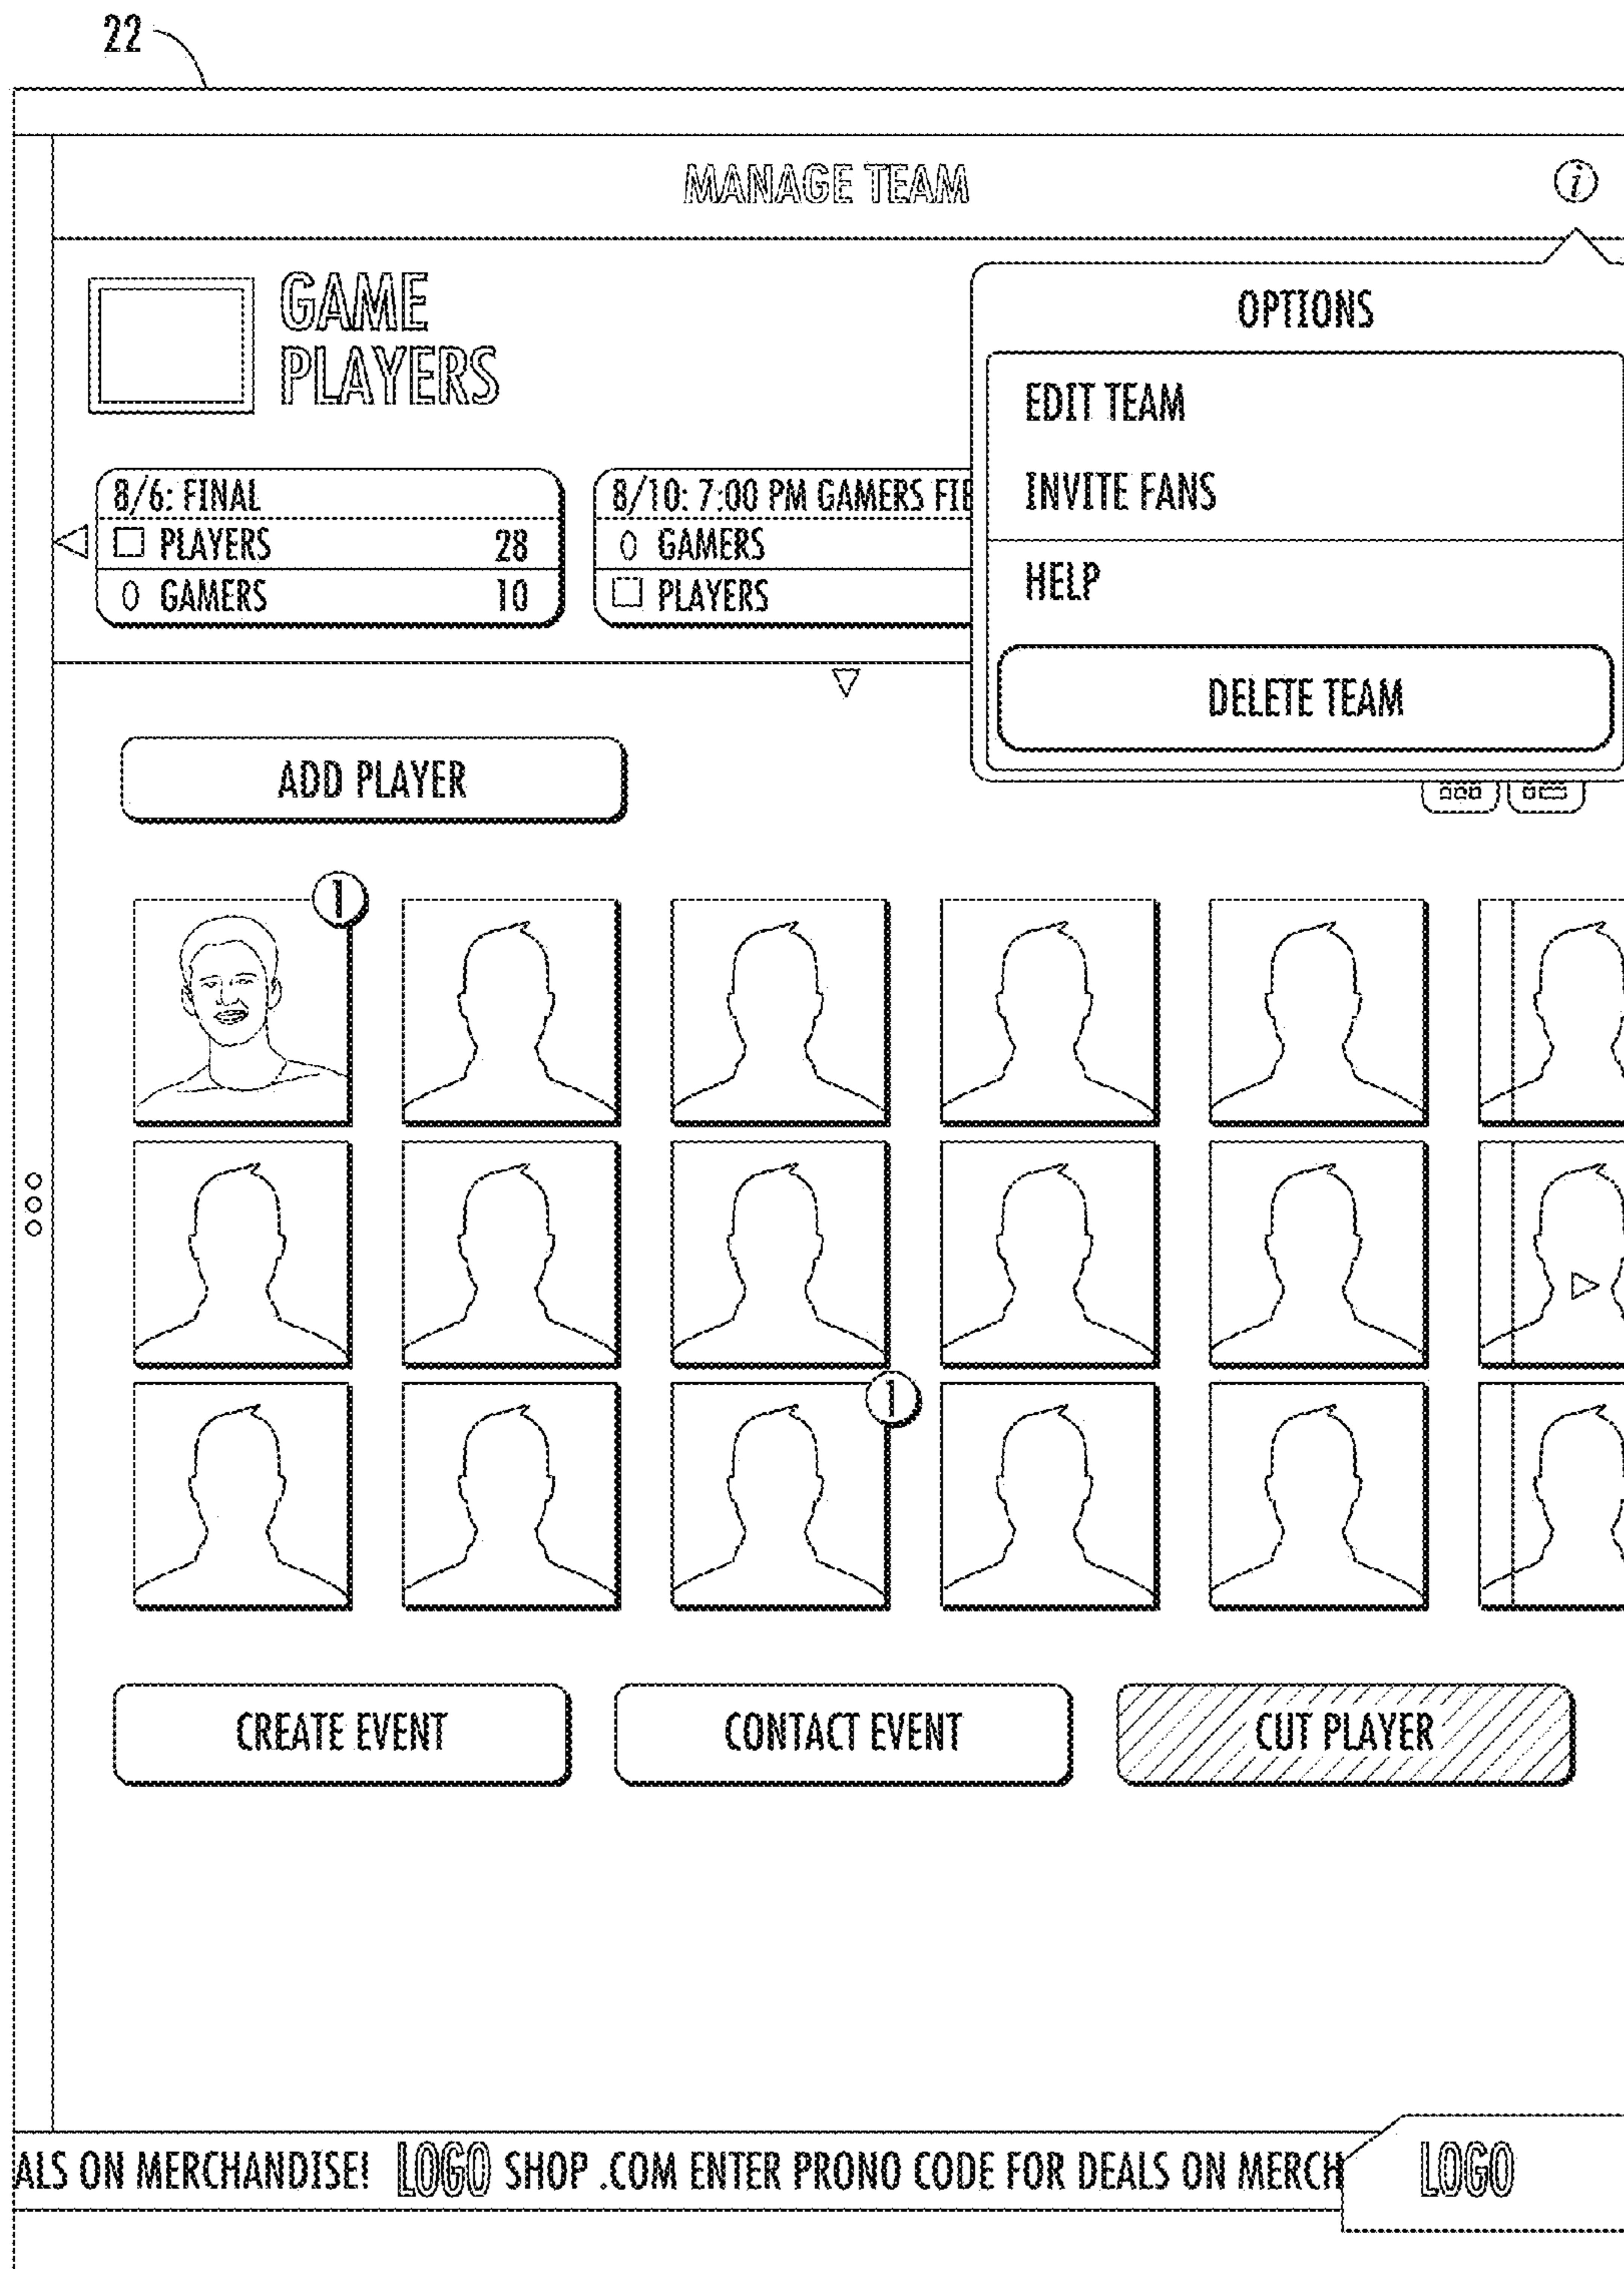 22
MANAGE TEAM
i
GAME
PLAYERS
OPTIONS
EDIT TEAM
INVITE FANS
HELP
DELETE TEAM
8/6: FINAL
PLAYERS 28
GAMERS 10
8/10: 7:00 PM GAMERS FIE
GAMERS
PLAYERS
ADD PLAYER
1
1
CREATE EVENT
CONTACT EVENT
CUT PLAYER
ALS ON MERCHANDISE! LOGO SHOP .COM ENTER PRONO CODE FOR DEALS ON MERCH
LOGO